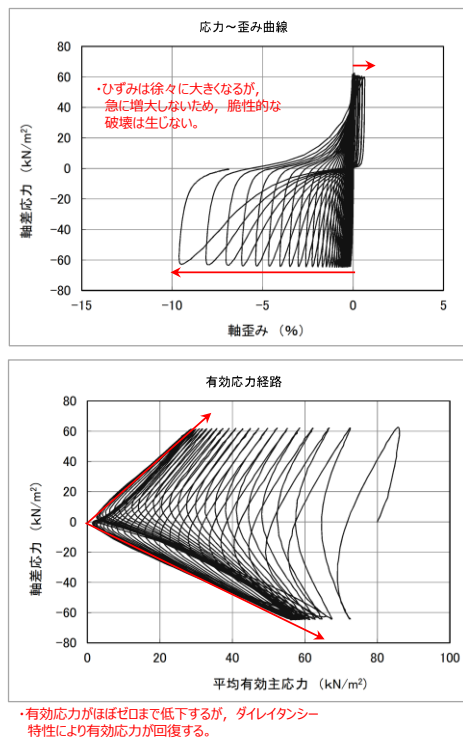 応力~歪み曲線
・ひずみは徐々に大きくなるが,
急に増大しないため, 脆性的な
破壊は生じない。
80
60
40
20
0
-20
-40
-60
-80
軸差応力 (kN/m²)
-15 -10 -5 0 5
軸歪み (%)
有効応力経路
80
60
40
20
0
-20
-40
-60
-80
軸差応力 (kN/m²)
0 20 40 60 80 100
平均有効主応力 (kN/m²)
・有効応力がほぼゼロまで低下するが, ダイレイタンシー
特性により有効応力が回復する。